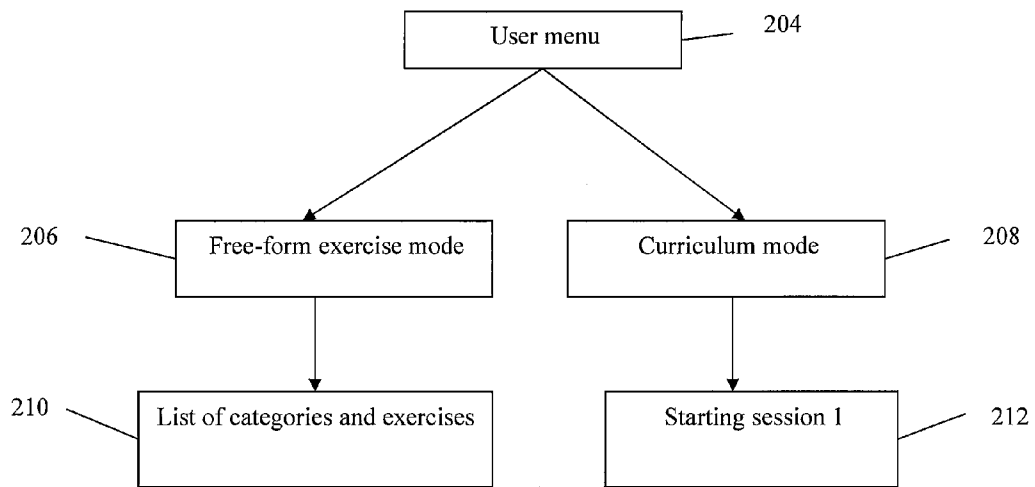 User menu
204
206
Free-form exercise mode
Curriculum mode
208
210
List of categories and exercises
Starting session 1
212